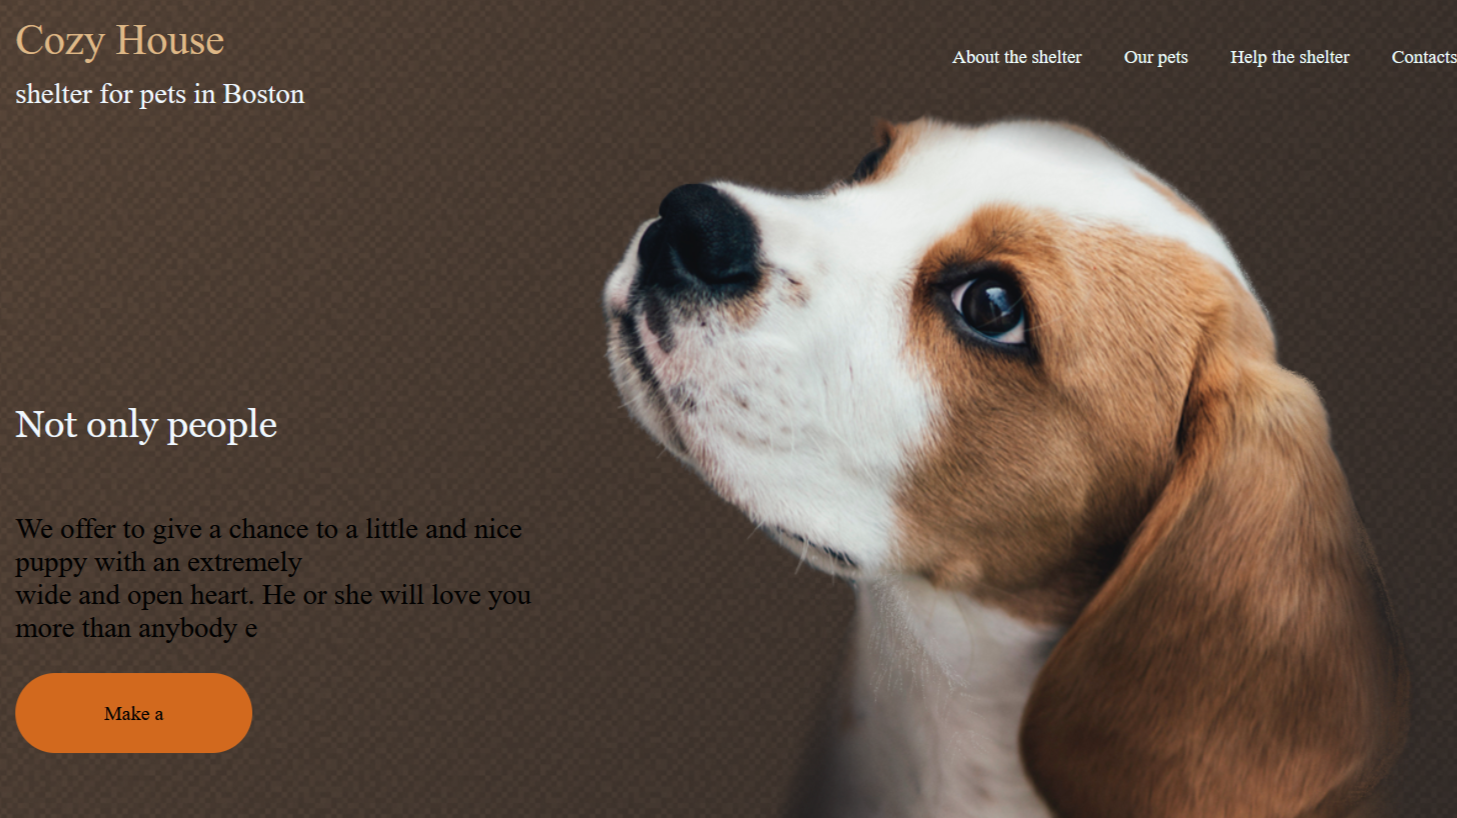 Cozy House
shelter for pets in Boston
About the shelter
Our pets
Help the shelter
Contacts
Not only people
We offer to give a chance to a little and nice
puppy with an extremely
wide and open heart. He or she will love you
more than anybody e
Make a